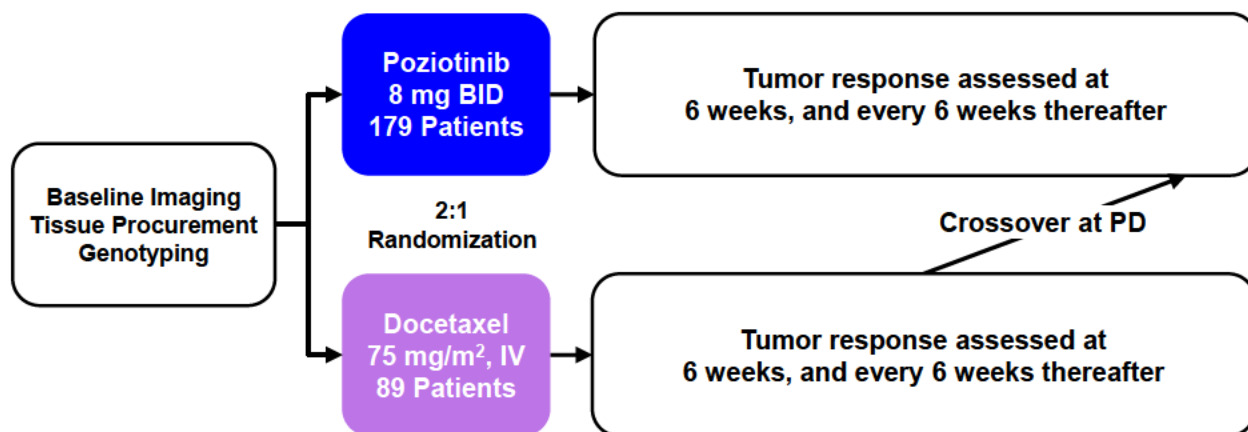 Baseline Imaging
Tissue Procurement
Genotyping
Poziotinib
8 mg BID
179 Patients
2:1
Randomization
Docetaxel
75 mg/m², IV
89 Patients
Tumor response assessed at
6 weeks, and every 6 weeks thereafter
Crossover at PD
Tumor response assessed at
6 weeks, and every 6 weeks thereafter